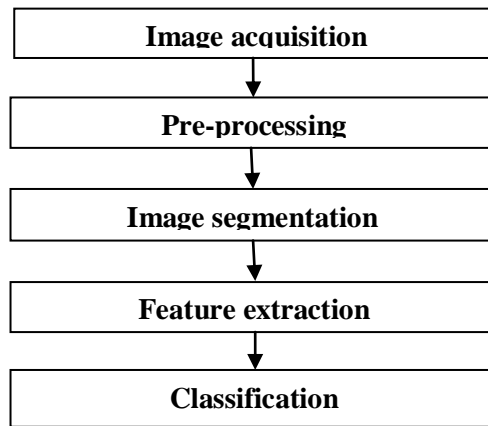 Image acquisition
Pre-processing
Image segmentation
Feature extraction
Classification